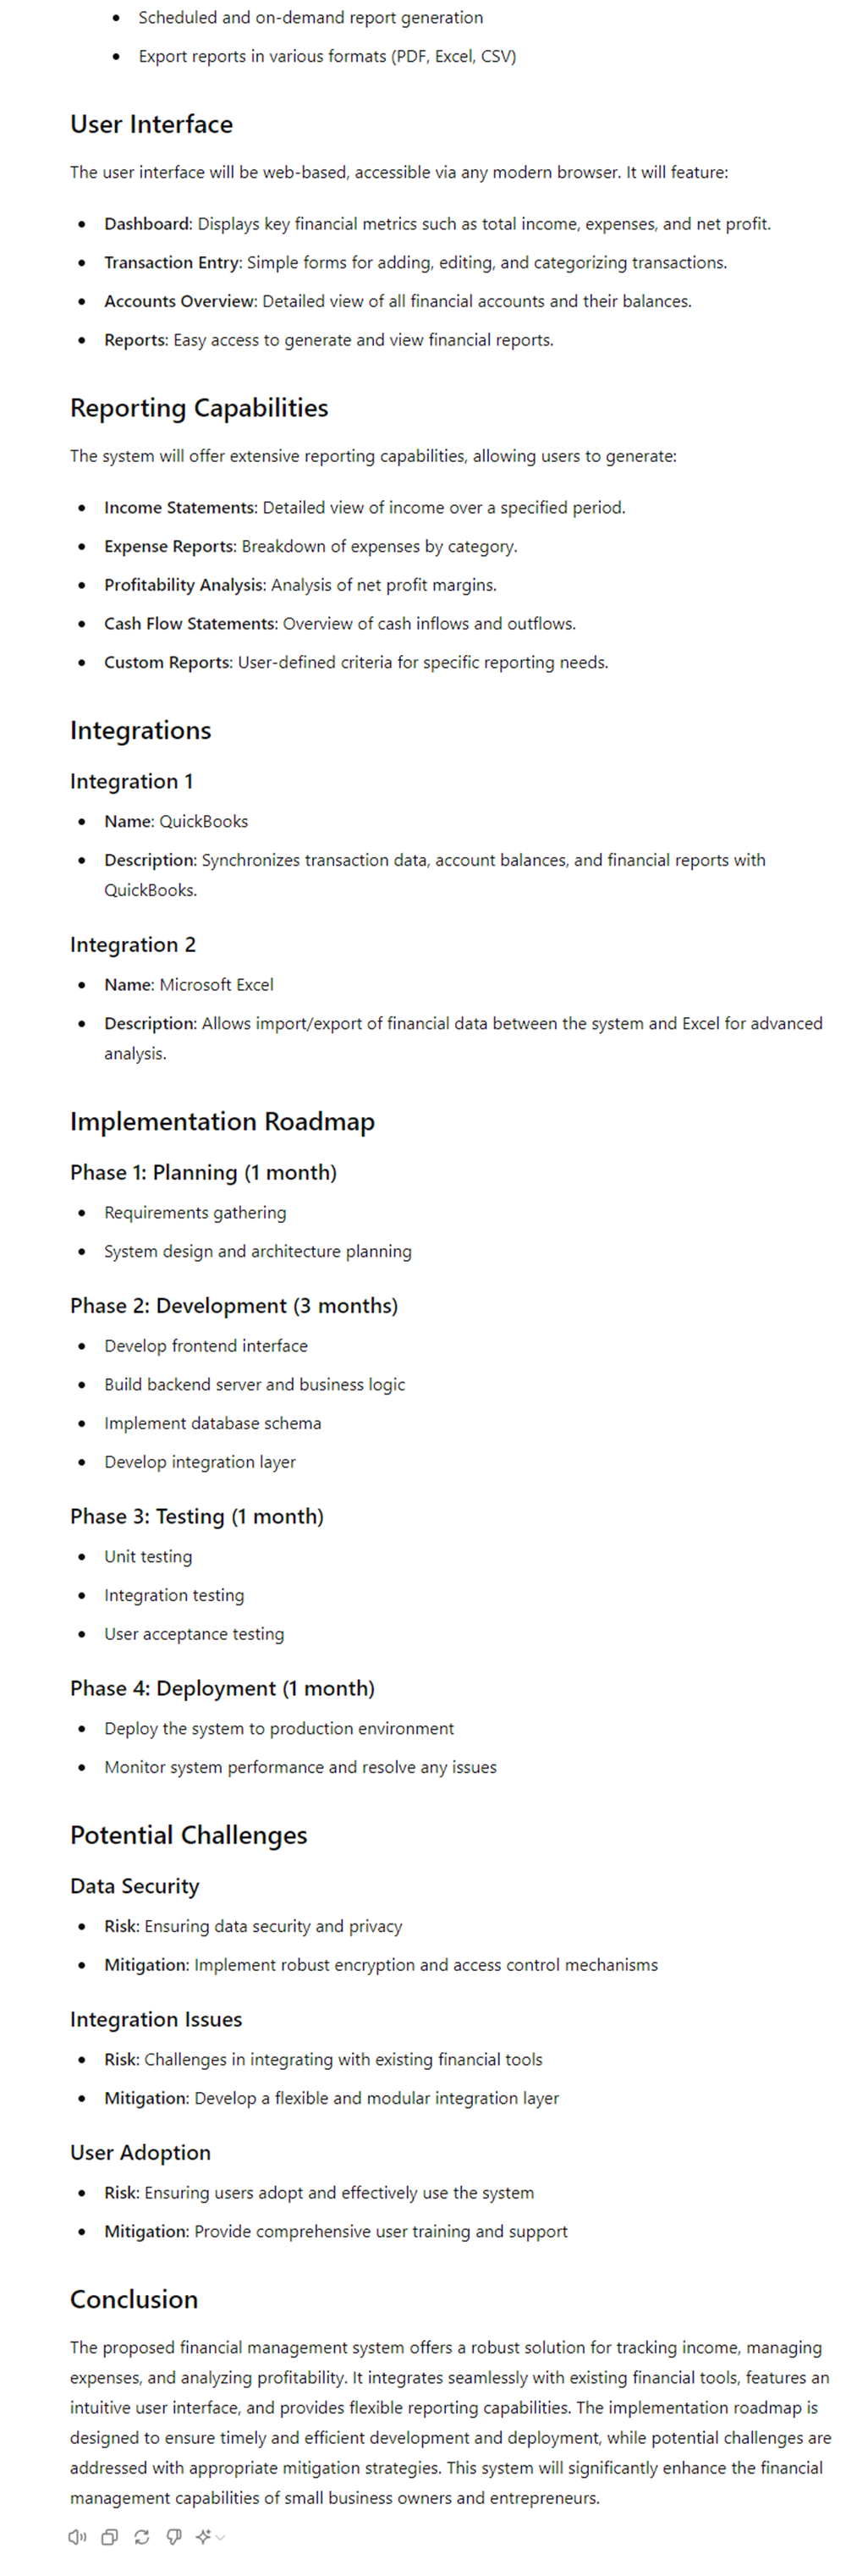 Scheduled and on-demand report generation
Export reports in various formats (PDF, Excel, CSV)
User Interface
The user interface will be web-based, accessible via any modern browser. It will feature:
Dashboard: Displays key financial metrics such as total income, expenses, and net profit.
Transaction Entry: Simple forms for adding, editing, and categorizing transactions.
Accounts Overview: Detailed view of all financial accounts and their balances.
Reports: Easy access to generate and view financial reports.
Reporting Capabilities
The system will offer extensive reporting capabilities, allowing users to generate:
Income Statements: Detailed view of income over a specified period.
Expense Reports: Breakdown of expenses by category.
Profitability Analysis: Analysis of net profit margins.
Cash Flow Statements: Overview of cash inflows and outflows.
Custom Reports: User-defined criteria for specific reporting needs.
Integrations
Integration 1
Name: QuickBooks
Description: Synchronizes transaction data, account balances, and financial reports with
QuickBooks.
Integration 2
Name: Microsoft Excel
Description: Allows import/export of financial data between the system and Excel for advanced
analysis.
Implementation Roadmap
Phase 1: Planning (1 month)
Requirements gathering
System design and architecture planning
Phase 2: Development (3 months)
Develop frontend interface
Build backend server and business logic
Implement database schema
Develop integration layer
Phase 3: Testing (1 month)
Unit testing
Integration testing
User acceptance testing
Phase 4: Deployment (1 month)
Deploy the system to production environment
Monitor system performance and resolve any issues
Potential Challenges
Data Security
Risk: Ensuring data security and privacy
Mitigation: Implement robust encryption and access control mechanisms
Integration Issues
Risk: Challenges in integrating with existing financial tools
Mitigation: Develop a flexible and modular integration layer
User Adoption
Risk: Ensuring users adopt and effectively use the system
Mitigation: Provide comprehensive user training and support
Conclusion
The proposed financial management system offers a robust solution for tracking income, managing
expenses, and analyzing profitability. It integrates seamlessly with existing financial tools, features an
intuitive user interface, and provides flexible reporting capabilities. The implementation roadmap is
designed to ensure timely and efficient development and deployment, while potential challenges are
addressed with appropriate mitigation strategies. This system will significantly enhance the financial
management capabilities of small business owners and entrepreneurs.